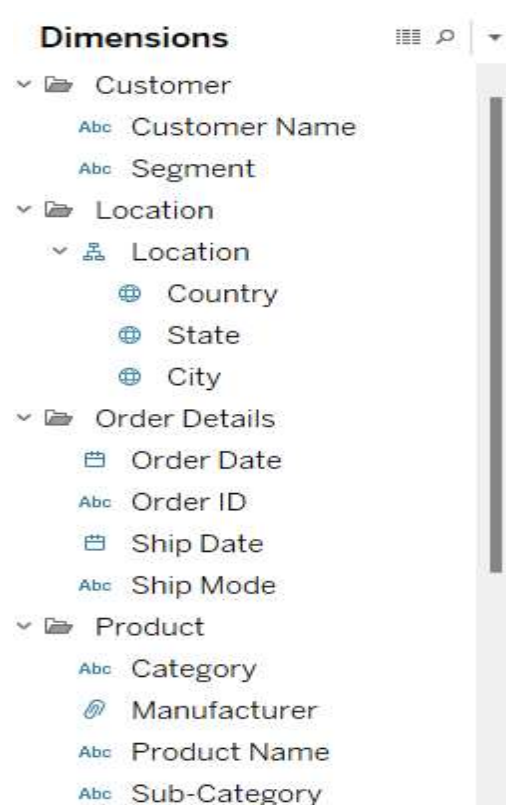 Dimensions
Customer
Abc Customer Name
Abc Segment
Location
Location
Country
State
City
Order Details
Order Date
Abc Order ID
Ship Date
Abc Ship Mode
Product
Abc Category
Manufacturer
Abc Product Name
Abc Sub-Category